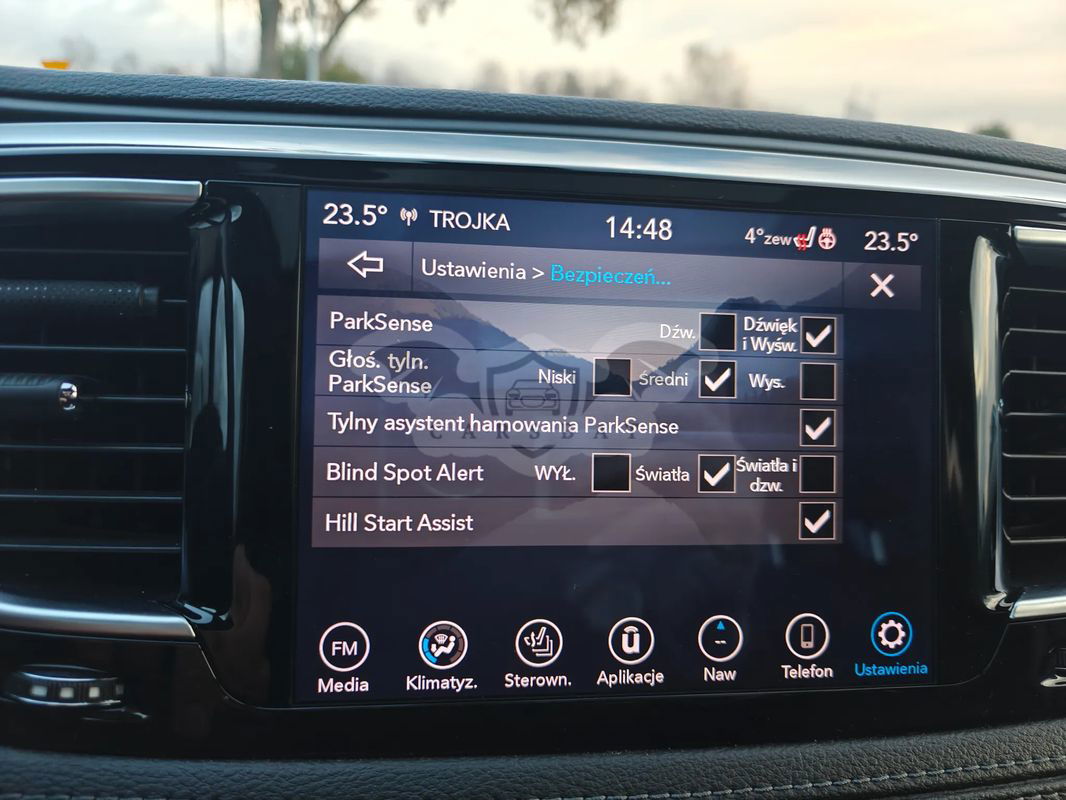 23.5° TROJKA 14:48 4°zew 23.5°
Ustawienia > Bezpieczeń...
ParkSense Dźw. Dźwięk
i Wyśw.
Głoś. tyln.
ParkSense Niski Średni Wys.
Tylny asystent hamowania ParkSense
CARSBAY
Blind Spot Alert WYŁ. Światła Światła i
dzw.
Hill Start Assist
FM
Media Klimatyz. Sterown. Aplikacje Naw Telefon Ustawienia